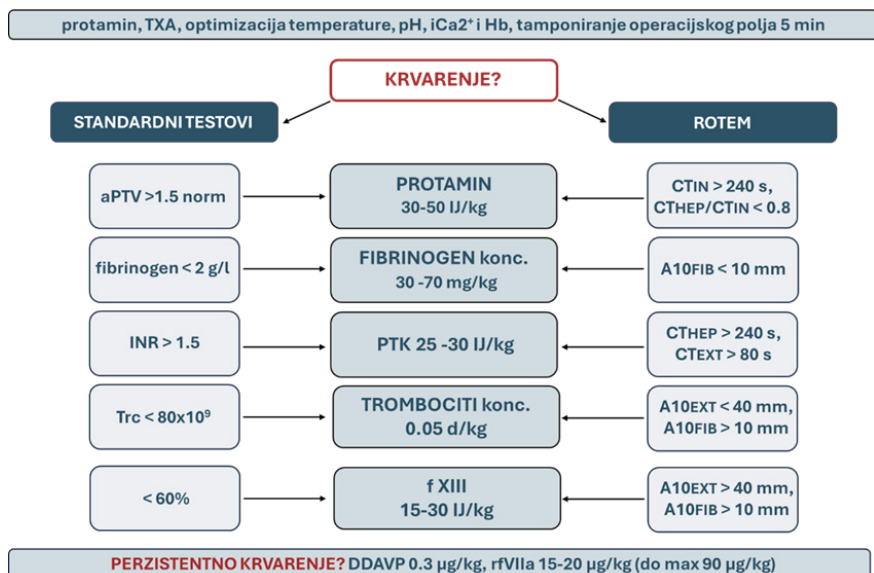 protamin, TXA, optimizacija temperature, pH, iCa2⁺ i Hb, tamponiranje operacijskog polja 5 min
KRVARENJE?
STANDARDNI TESTOVI
ROTEM
aPTV >1.5 norm
PROTAMIN
30-50 IJ/kg
CTIN > 240 s,
CTHEP/CTIN < 0.8
fibrinogen < 2 g/l
FIBRINOGEN konc.
30 -70 mg/kg
A10FIB < 10 mm
INR > 1.5
PTK 25 -30 IJ/kg
CTHEP > 240 s,
CTEXT > 80 s
Trc < 80x10⁹
TROMBOCITI konc.
0.05 d/kg
A10EXT < 40 mm,
A10FIB > 10 mm
< 60%
f XIII
15-30 IJ/kg
A10EXT > 40 mm,
A10FIB > 10 mm
PERZISTENTNO KRVARENJE? DDAVP 0.3 µg/kg, rfVIIa 15-20 µg/kg (do max 90 µg/kg)